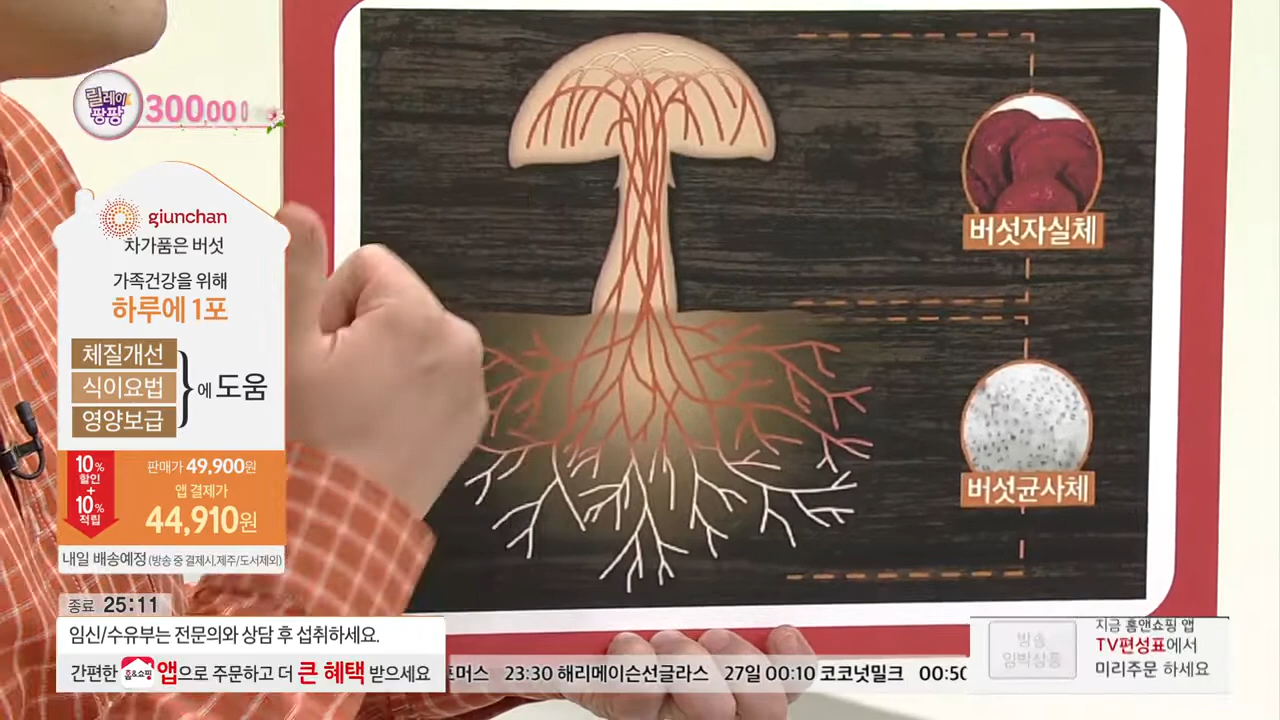 릴레이
팡팡
300,00
giunchan
차가품은 버섯
가족건강을 위해
하루에 1포
체질개선
식이요법
영양보급
에 도움
10%
할인
+
10%
적립
판매가 49,900원
앱 결제가
44,910원
내일 배송예정(방송 중 결제시,제주/도서제외)
종료 25:11
임신/수유부는 전문의와 상담 후 섭취하세요.
간편한 홈&쇼핑 앱으로 주문하고 더 큰 혜택 받으세요
버섯자실체
버섯균사체
머스 23:30 해리메이슨선글라스 27일 00:10 코코넛밀크 00:50
방송
임박상품
지금 홈앤쇼핑 앱
TV편성표에서
미리주문 하세요